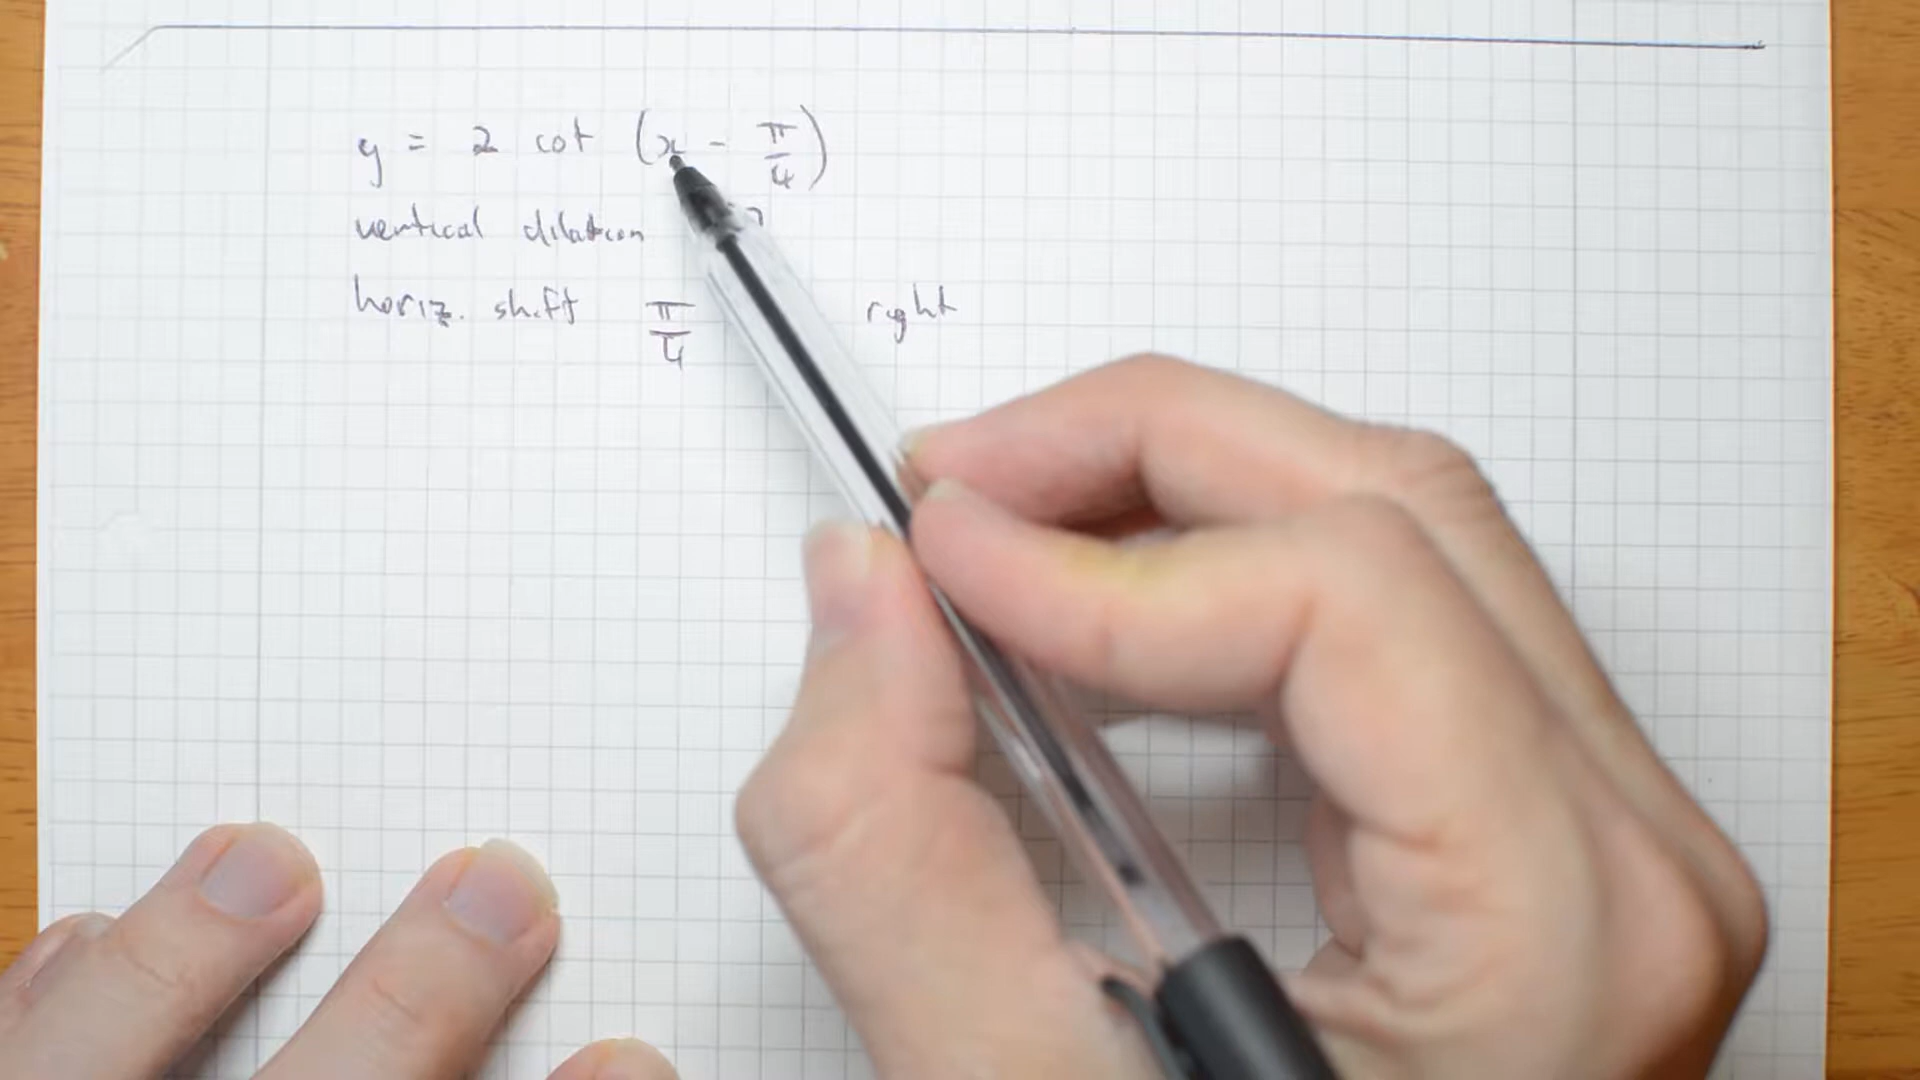 y = 2 cot (x - π/4)
vertical dilation
horiz. shift π/4 right